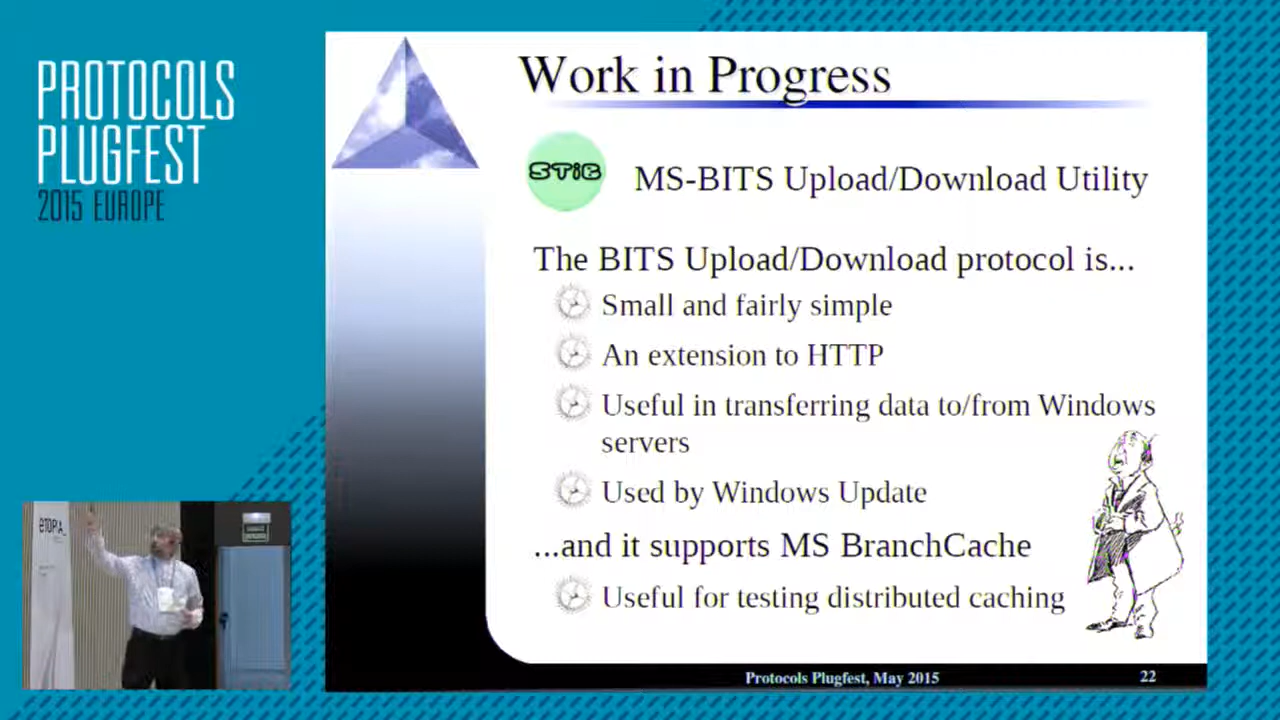 PROTOCOLS
PLUGFEST
2015 EUROPE
Work in Progress
STiB
MS-BITS Upload/Download Utility
The BITS Upload/Download protocol is...
Small and fairly simple
An extension to HTTP
Useful in transferring data to/from Windows
servers
Used by Windows Update
...and it supports MS BranchCache
Useful for testing distributed caching
Protocols Plugfest, May 2015
22